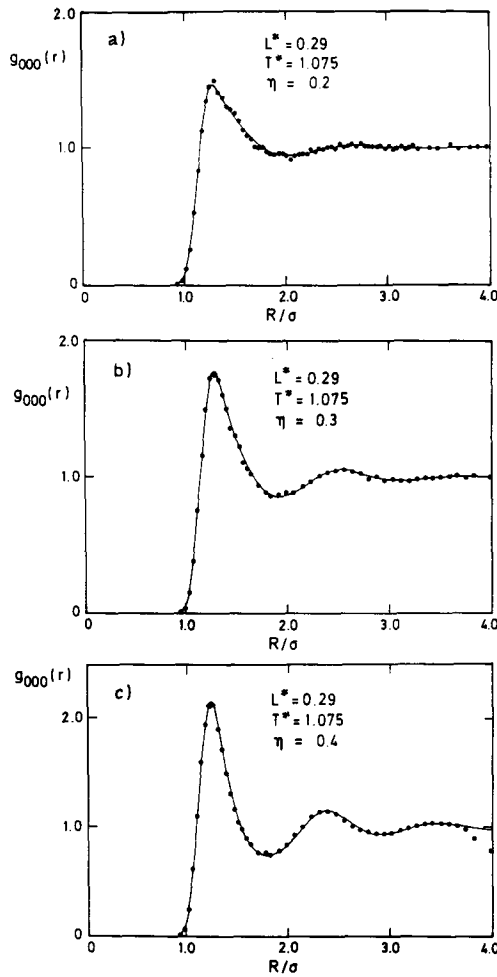 2.0
a)
g₀₀₀(r)
L* = 0.29
T* = 1.075
η = 0.2
1.0
0
0 1.0 2.0 3.0 4.0
R/σ
2.0
b)
g₀₀₀(r)
L* = 0.29
T* = 1.075
η = 0.3
1.0
0
0 1.0 2.0 3.0 4.0
R/σ
g₀₀₀(r)
c)
L* = 0.29
2.0
T* = 1.075
η = 0.4
1.0
0
0 1.0 2.0 3.0 4.0
R/σ